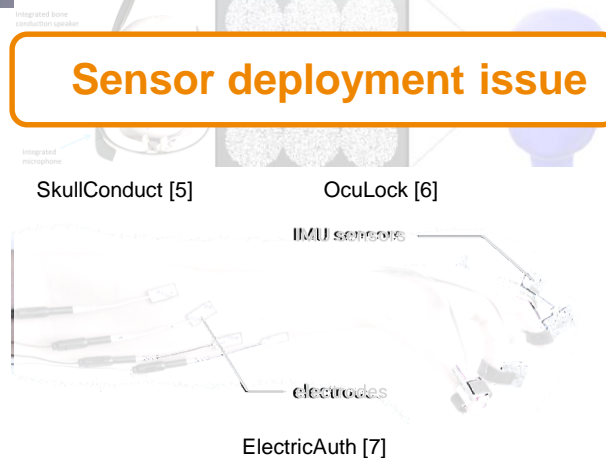 Integrated bone
conduction speaker
Sensor deployment issue
Integrated
microphone
SkullConduct [5]
OcuLock [6]
IMU sensors
electrodes
ElectricAuth [7]